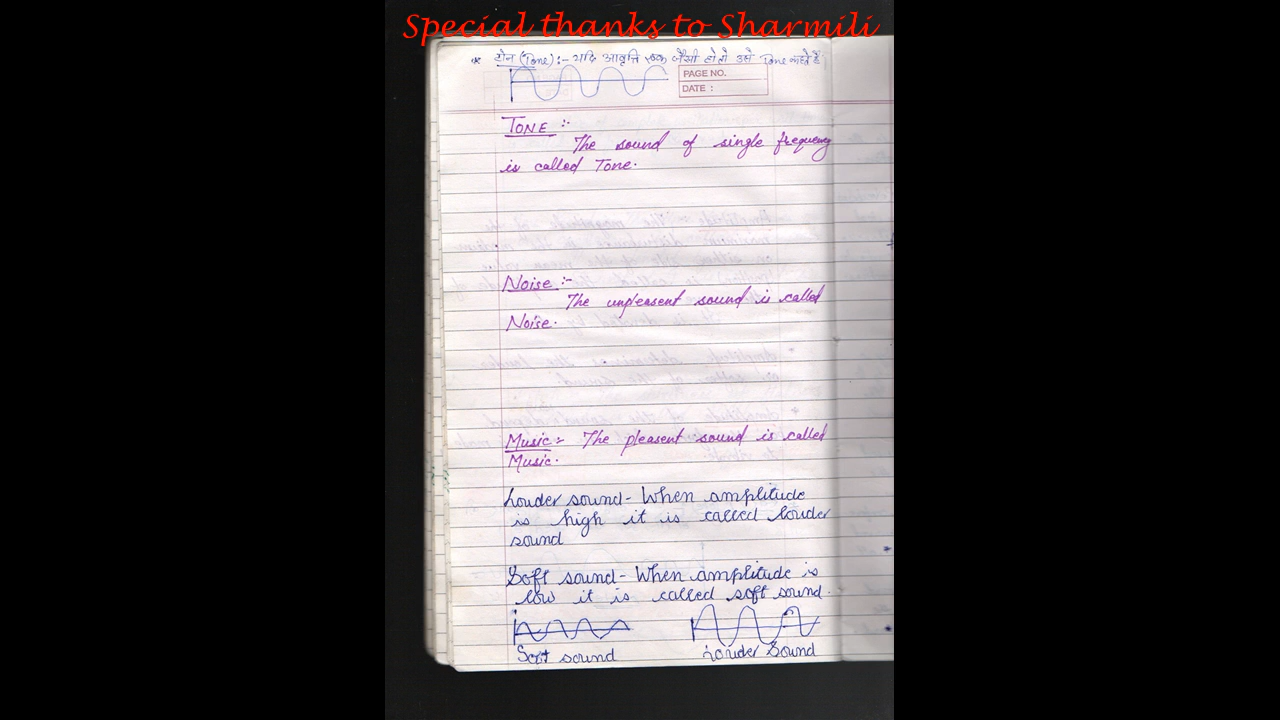 Special thanks to Sharmili
* टोन (Tone) :- यदि आवृत्ति एक जैसी हो तो उसे Tone कहते हैं
PAGE NO.
DATE :
TONE :-
The sound of single frequency
is called Tone.
Noise :-
The unpleasent sound is called
Noise.
Music :- The pleasent sound is called
Music.
Louder sound - When amplitude
is high it is called louder
sound
Soft sound - When amplitude is
low it is called soft sound.
Soft sound
Louder Sound